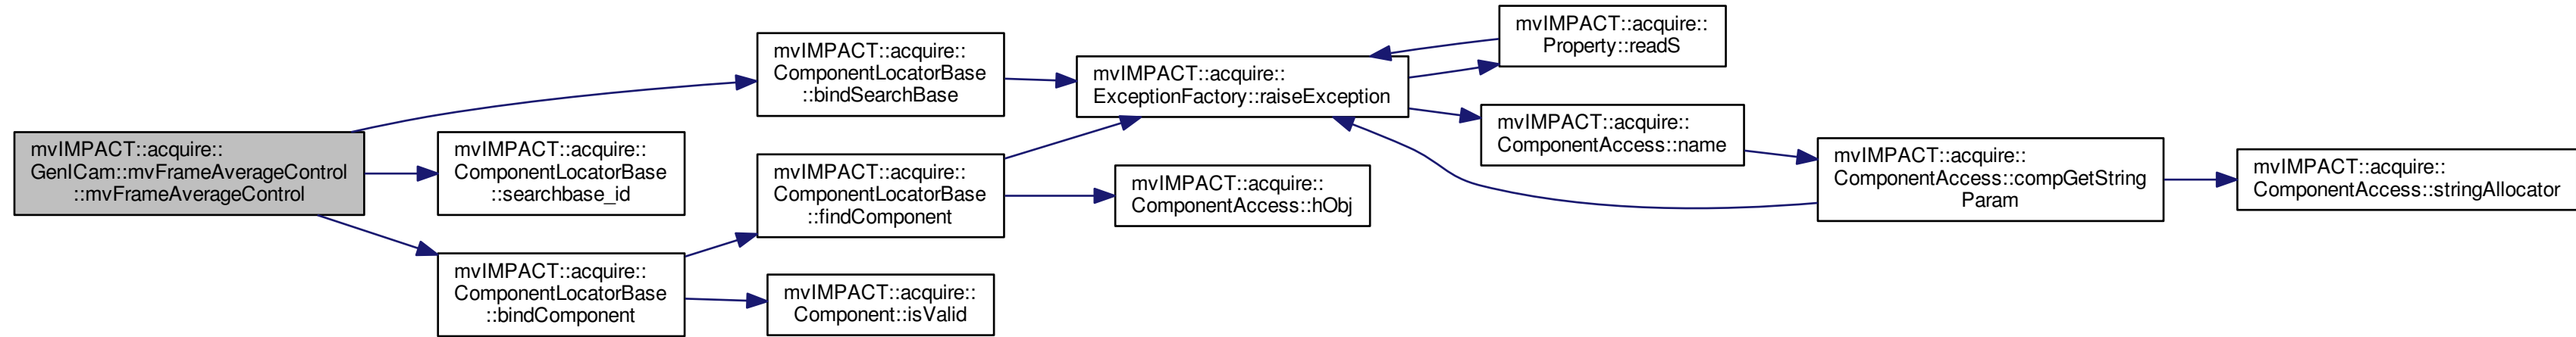 mvIMPACT::acquire::
GenICam::mvFrameAverageControl
::mvFrameAverageControl
mvIMPACT::acquire::
ComponentLocatorBase
::bindSearchBase
mvIMPACT::acquire::
ComponentLocatorBase
::searchbase_id
mvIMPACT::acquire::
ComponentLocatorBase
::bindComponent
mvIMPACT::acquire::
ComponentLocatorBase
::findComponent
mvIMPACT::acquire::
Component::isValid
mvIMPACT::acquire::
ExceptionFactory::raiseException
mvIMPACT::acquire::
ComponentAccess::hObj
mvIMPACT::acquire::
Property::readS
mvIMPACT::acquire::
ComponentAccess::name
mvIMPACT::acquire::
ComponentAccess::compGetString
Param
mvIMPACT::acquire::
ComponentAccess::stringAllocator